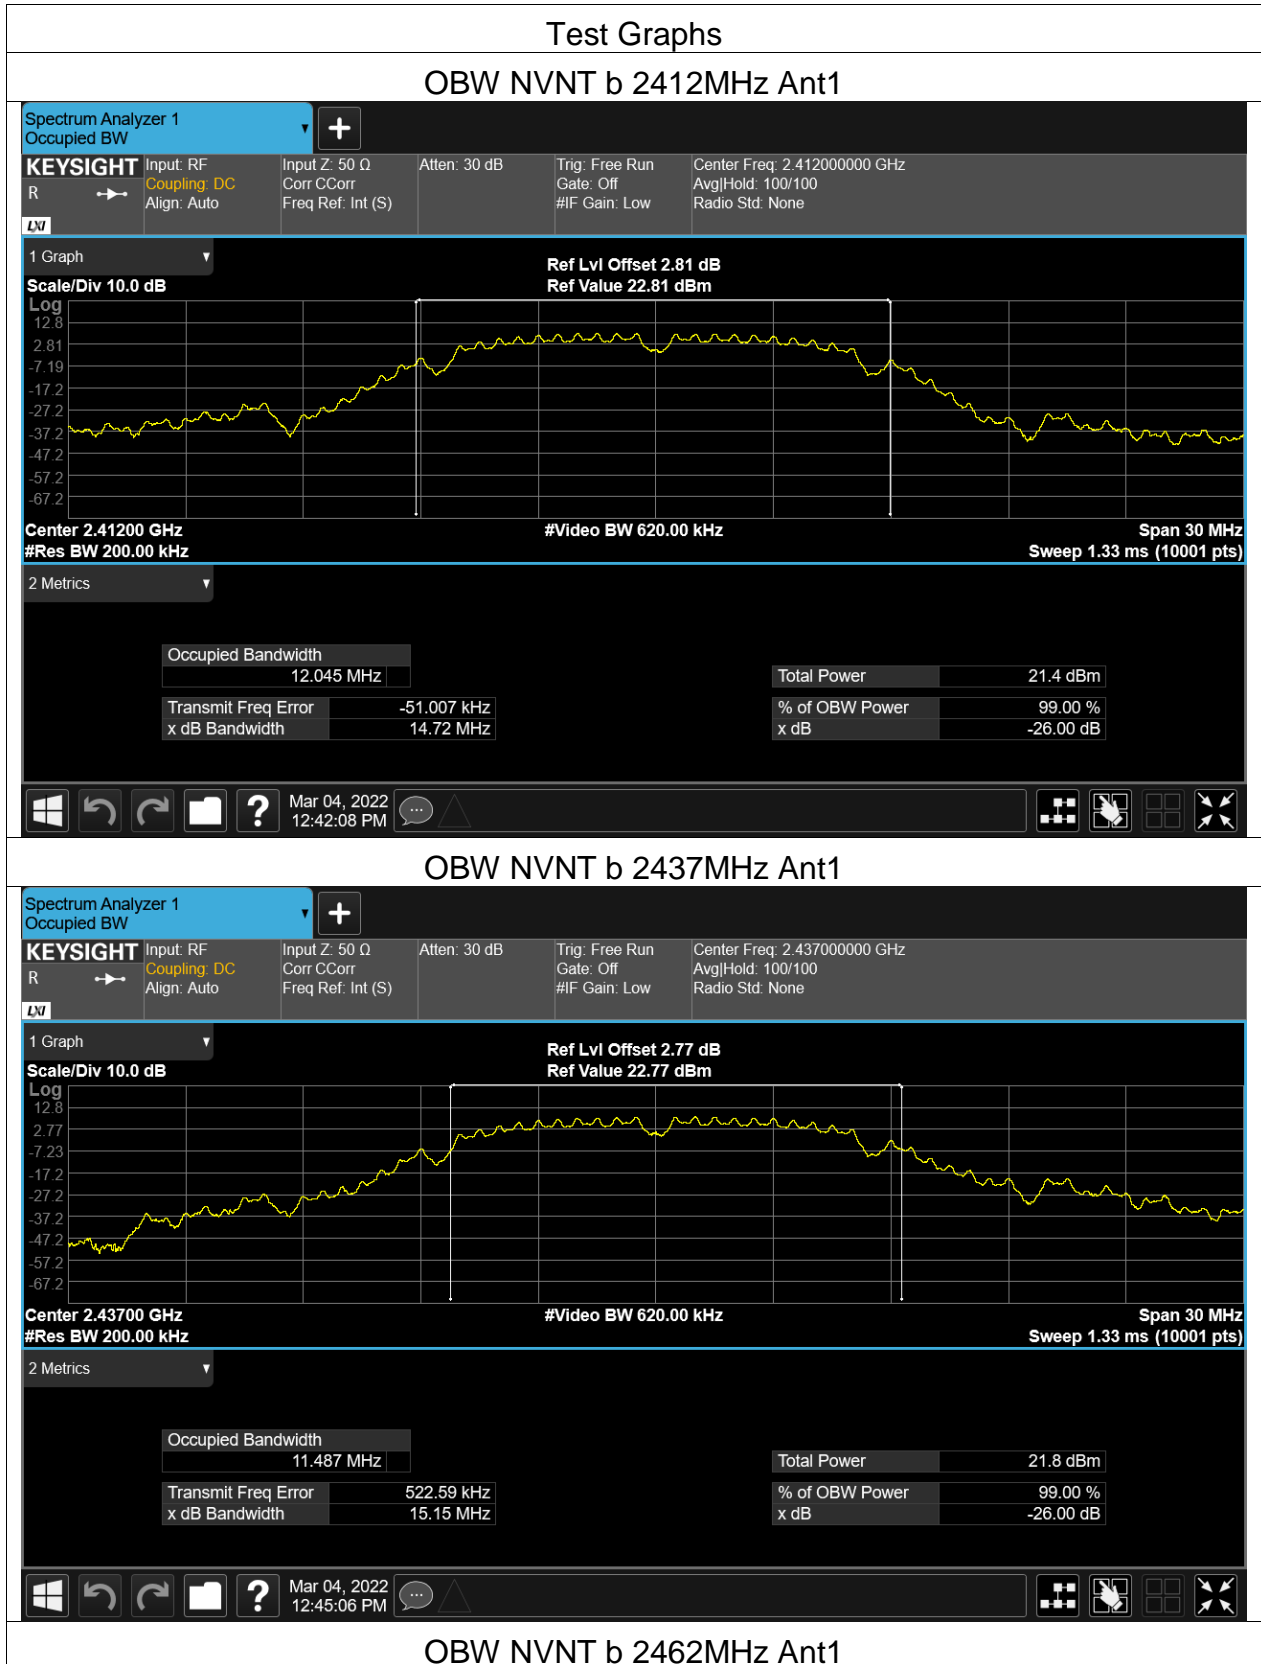 Test Graphs
OBW NVNT b 2412MHz Ant1
Spectrum Analyzer 1
Occupied BW
+
KEYSIGHT
R
LXI
Input: RF
Coupling: DC
Align: Auto
Input Z: 50 Ω
Corr CCorr
Freq Ref: Int (S)
Atten: 30 dB
Trig: Free Run
Gate: Off
#IF Gain: Low
Center Freq: 2.412000000 GHz
Avg|Hold: 100/100
Radio Std: None
1 Graph
Ref Lvl Offset 2.81 dB
Scale/Div 10.0 dB
Ref Value 22.81 dBm
Log
12.8
2.81
-7.19
-17.2
-27.2
-37.2
-47.2
-57.2
-67.2
Center 2.41200 GHz
#Video BW 620.00 kHz
Span 30 MHz
#Res BW 200.00 kHz
Sweep 1.33 ms (10001 pts)
2 Metrics
Occupied Bandwidth
12.045 MHz
Total Power 21.4 dBm
Transmit Freq Error -51.007 kHz
% of OBW Power 99.00 %
x dB Bandwidth 14.72 MHz
x dB -26.00 dB
?
Mar 04, 2022
12:42:08 PM
OBW NVNT b 2437MHz Ant1
Spectrum Analyzer 1
Occupied BW
+
KEYSIGHT
R
LXI
Input: RF
Coupling: DC
Align: Auto
Input Z: 50 Ω
Corr CCorr
Freq Ref: Int (S)
Atten: 30 dB
Trig: Free Run
Gate: Off
#IF Gain: Low
Center Freq: 2.437000000 GHz
Avg|Hold: 100/100
Radio Std: None
1 Graph
Ref Lvl Offset 2.77 dB
Scale/Div 10.0 dB
Ref Value 22.77 dBm
Log
12.8
2.77
-7.23
-17.2
-27.2
-37.2
-47.2
-57.2
-67.2
Center 2.43700 GHz
#Video BW 620.00 kHz
Span 30 MHz
#Res BW 200.00 kHz
Sweep 1.33 ms (10001 pts)
2 Metrics
Occupied Bandwidth
11.487 MHz
Total Power 21.8 dBm
Transmit Freq Error 522.59 kHz
% of OBW Power 99.00 %
x dB Bandwidth 15.15 MHz
x dB -26.00 dB
?
Mar 04, 2022
12:45:06 PM
OBW NVNT b 2462MHz Ant1